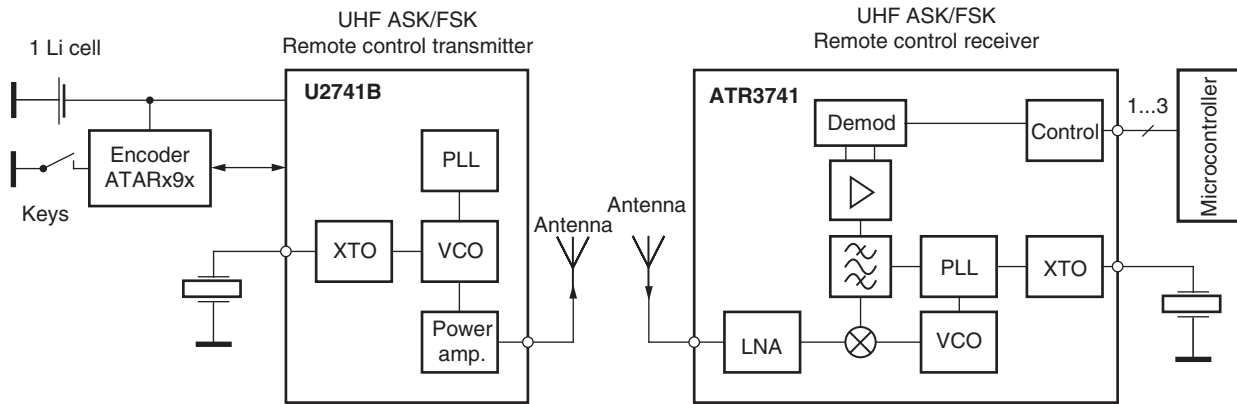 UHF ASK/FSK
Remote control transmitter
UHF ASK/FSK
Remote control receiver
1 Li cell
U2741B
ATR3741
Encoder
ATARx9x
Keys
PLL
XTO
VCO
Power
amp.
Antenna
Antenna
Demod
Control
1...3
Microcontroller
PLL
XTO
LNA
VCO